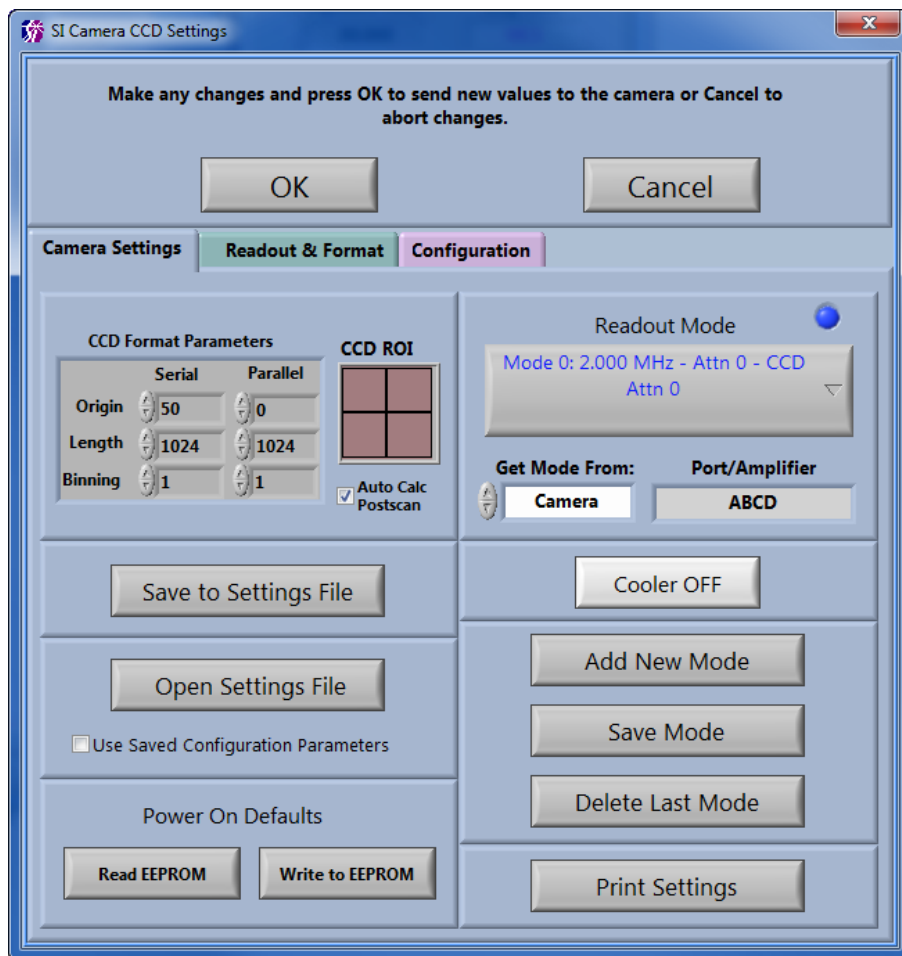 SI Camera CCD Settings
Make any changes and press OK to send new values to the camera or Cancel to
abort changes.
OK
Cancel
Camera Settings
Readout & Format
Configuration
CCD Format Parameters
Serial
Parallel
Origin
50
0
Length
1024
1024
Binning
1
1
CCD ROI
Auto Calc
Postscan
Readout Mode
Mode 0: 2.000 MHz - Attn 0 - CCD
Attn 0
Get Mode From:
Port/Amplifier
Camera
ABCD
Save to Settings File
Cooler OFF
Open Settings File
Use Saved Configuration Parameters
Add New Mode
Save Mode
Delete Last Mode
Power On Defaults
Read EEPROM
Write to EEPROM
Print Settings